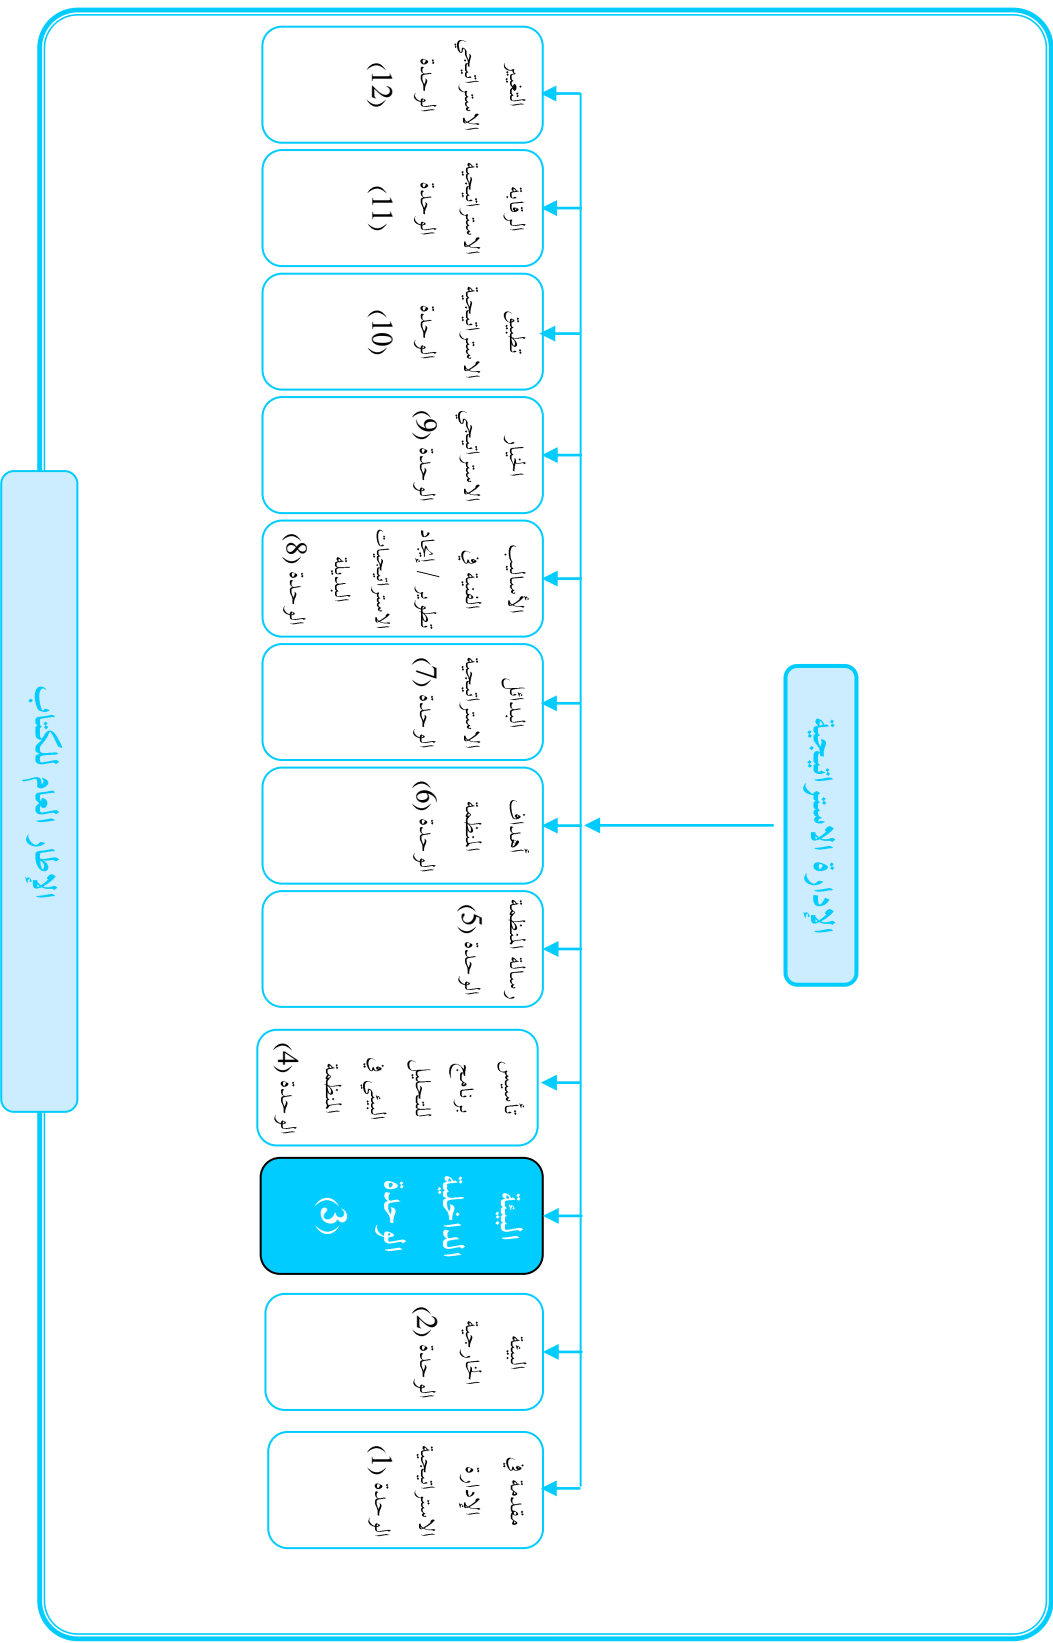 الإدارة الاستراتيجية
مقدمة في
الإدارة
الاستراتيجية
الوحدة (1)
البيئة
الخارجية
الوحدة (2)
البيئة
الداخلية
الوحدة
(3)
تأسيس
برنامج
للتحليل
البيئي في
المنظمة
الوحدة (4)
رسالة المنظمة
الوحدة (5)
أهداف
المنظمة
الوحدة (6)
البدائل
الاستراتيجية
الوحدة (7)
الأساليب
الفنية في
تطوير / إيجاد
الاستراتيجيات
البديلة
الوحدة (8)
الخيار
الاستراتيجي
الوحدة (9)
تطبيق
الاستراتيجية
الوحدة
(10)
الرقابة
الاستراتيجية
الوحدة
(11)
التغيير
الاستراتيجي
الوحدة
(12)
الإطار العام للكتاب